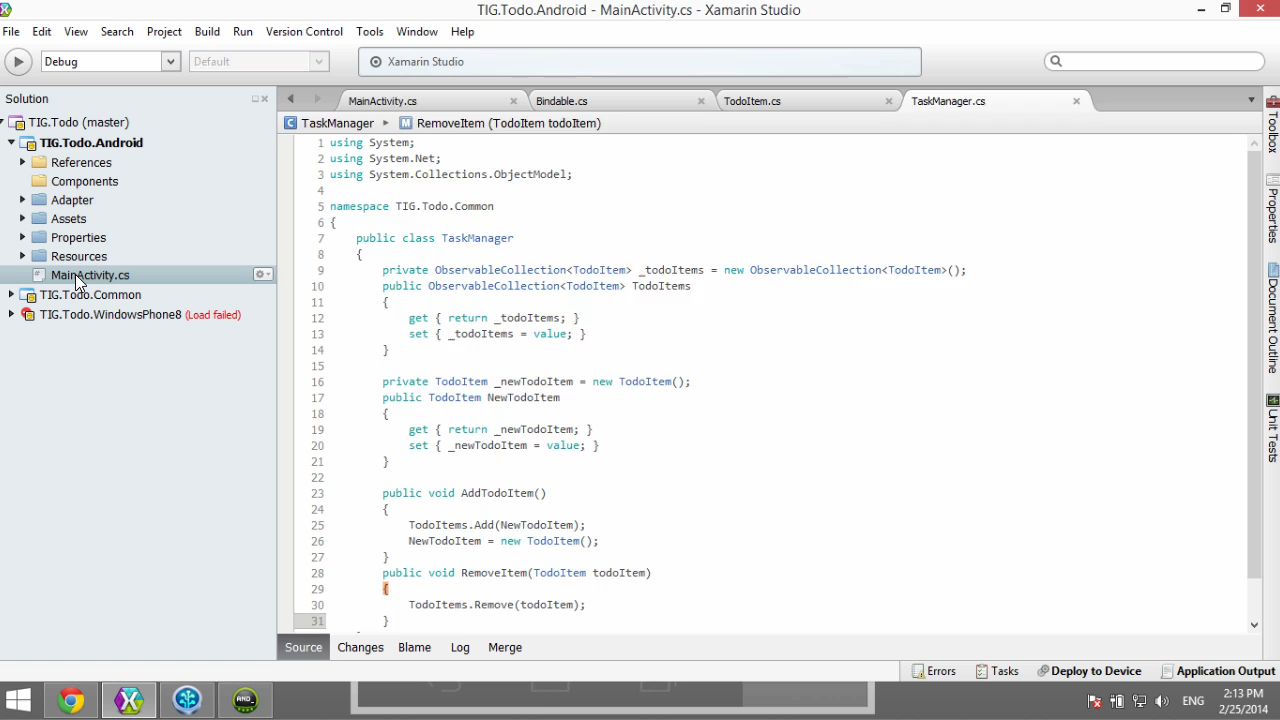 TIG.Todo.Android - MainActivity.cs - Xamarin Studio
File Edit View Search Project Build Run Version Control Tools Window Help
Debug Default Xamarin Studio
Solution
TIG.Todo (master)
TIG.Todo.Android
References
Components
Adapter
Assets
Properties
Resources
MainActivity.cs
TIG.Todo.Common
TIG.Todo.WindowsPhone8 (Load failed)
MainActivity.cs Bindable.cs TodoItem.cs TaskManager.cs
TaskManager RemoveItem (TodoItem todoItem)
1 using System;
2 using System.Net;
3 using System.Collections.ObjectModel;
4
5 namespace TIG.Todo.Common
6 {
7 public class TaskManager
8 {
9 private ObservableCollection<TodoItem> _todoItems = new ObservableCollection<TodoItem>();
10 public ObservableCollection<TodoItem> TodoItems
11 {
12 get { return _todoItems; }
13 set { _todoItems = value; }
14 }
15
16 private TodoItem _newTodoItem = new TodoItem();
17 public TodoItem NewTodoItem
18 {
19 get { return _newTodoItem; }
20 set { _newTodoItem = value; }
21 }
22
23 public void AddTodoItem()
24 {
25 TodoItems.Add(NewTodoItem);
26 NewTodoItem = new TodoItem();
27 }
28 public void RemoveItem(TodoItem todoItem)
29 {
30 TodoItems.Remove(todoItem);
31 }
Source Changes Blame Log Merge
Toolbox
Properties
Document Outline
Unit Tests
Errors Tasks Deploy to Device Application Output
AND_
ENG
2:13 PM
2/25/2014